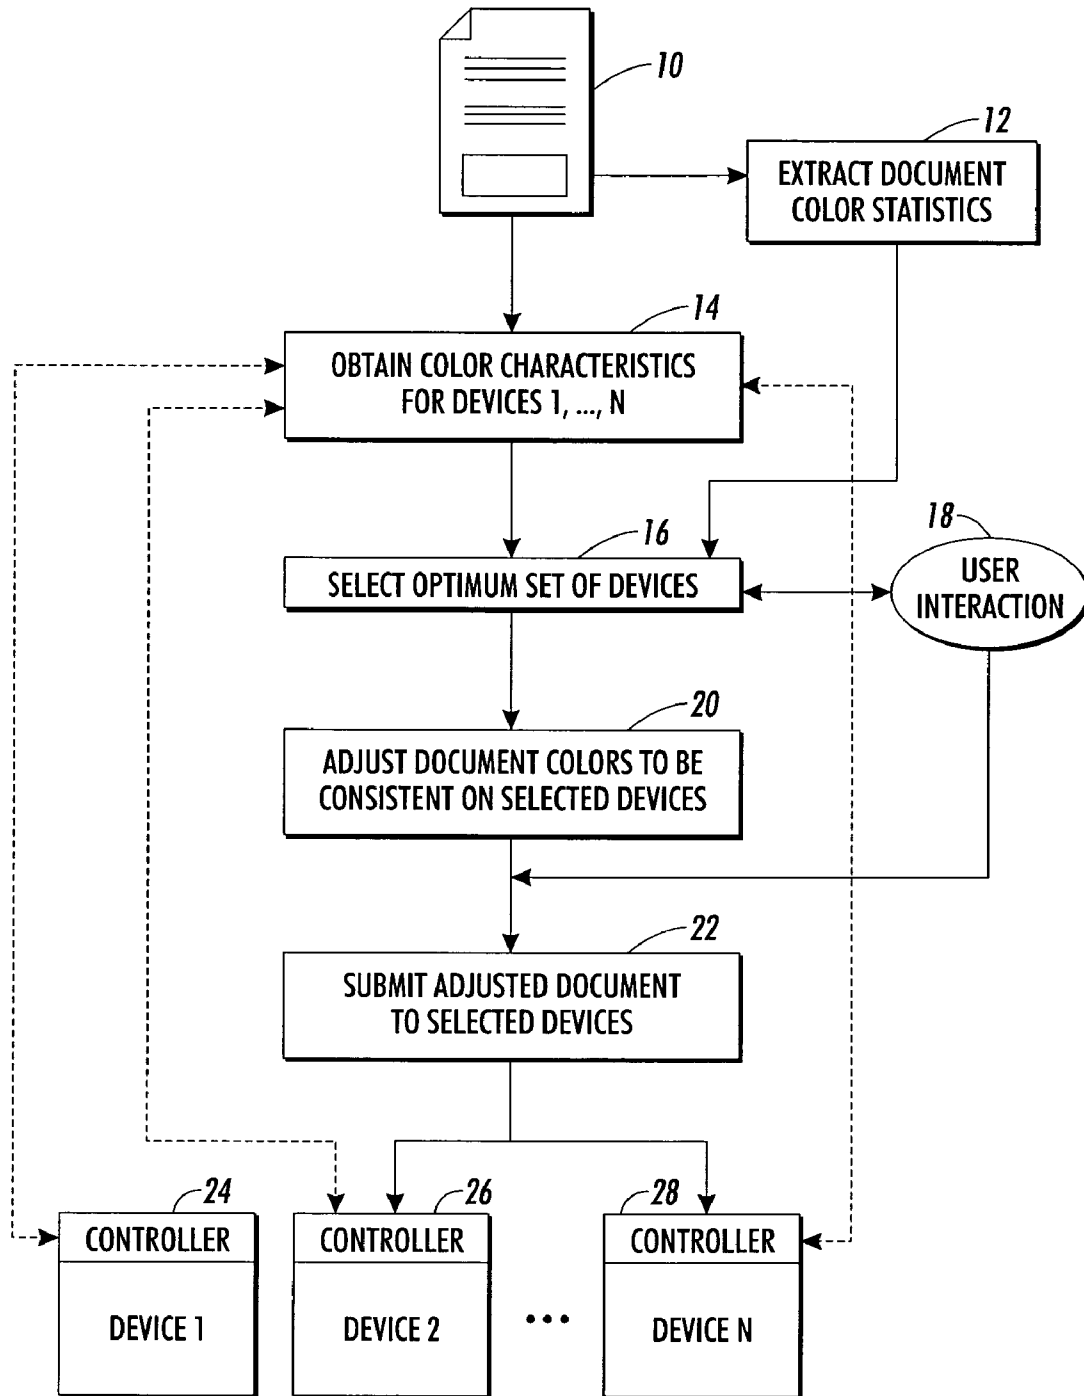 10
12
EXTRACT DOCUMENT
COLOR STATISTICS
14
OBTAIN COLOR CHARACTERISTICS
FOR DEVICES 1, ..., N
16
SELECT OPTIMUM SET OF DEVICES
18
USER
INTERACTION
20
ADJUST DOCUMENT COLORS TO BE
CONSISTENT ON SELECTED DEVICES
22
SUBMIT ADJUSTED DOCUMENT
TO SELECTED DEVICES
24
CONTROLLER
DEVICE 1
26
CONTROLLER
DEVICE 2
•••
28
CONTROLLER
DEVICE N